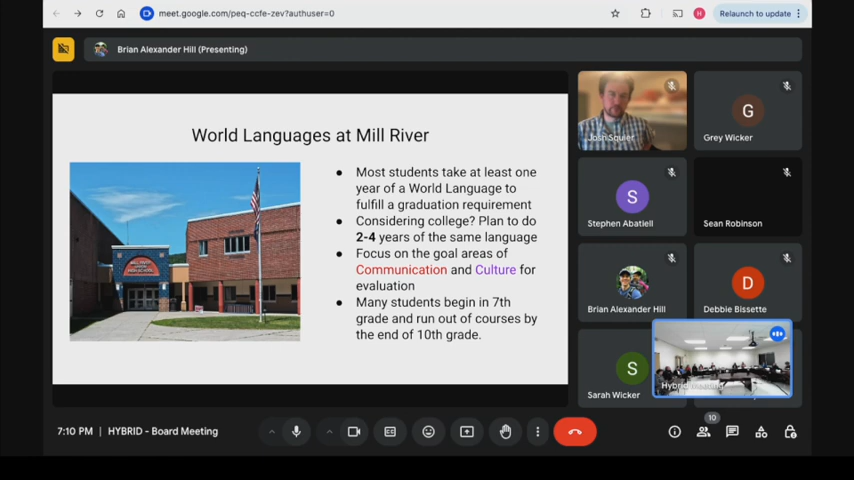 meet.google.com/peq-ccfe-zev?authuser=0
H
Relaunch to update
Brian Alexander Hill (Presenting)
World Languages at Mill River
Most students take at least one
year of a World Language to
fulfill a graduation requirement
Considering college? Plan to do
2-4 years of the same language
Focus on the goal areas of
Communication and Culture for
evaluation
Many students begin in 7th
grade and run out of courses by
the end of 10th grade.
Josh Squier
G
Grey Wicker
S
Stephen Abatiell
Sean Robinson
Brian Alexander Hill
D
Debbie Bissette
S
Sarah Wicker
Hybrid Meeting
7:10 PM | HYBRID - Board Meeting
10